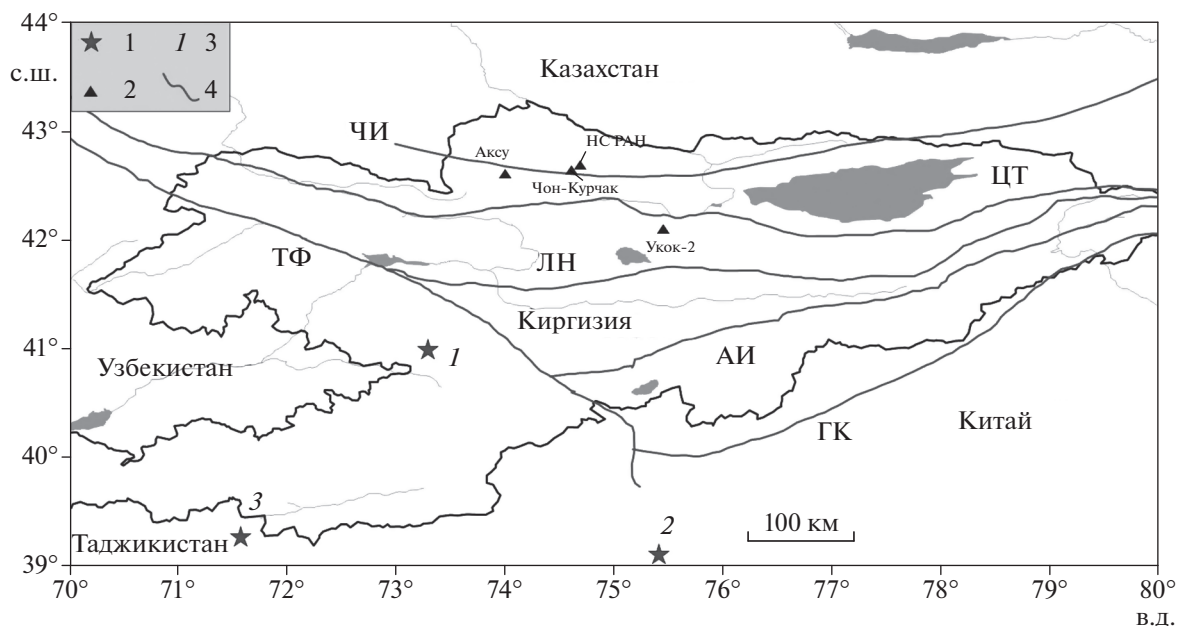 44°
с.ш.
43°
42°
41°
40°
39°
1 1 3
2 4
Казахстан
ЧИ
НС РАН
Аксу
Чон-Курчак
ЦТ
Укок-2
ТФ
ЛН
Киргизия
1
АИ
Узбекистан
ГК
Китай
3
2
100 км
Таджикистан
70 71° 72° 73° 74° 75° 76° 77° 78° 79° 80°
в.д.